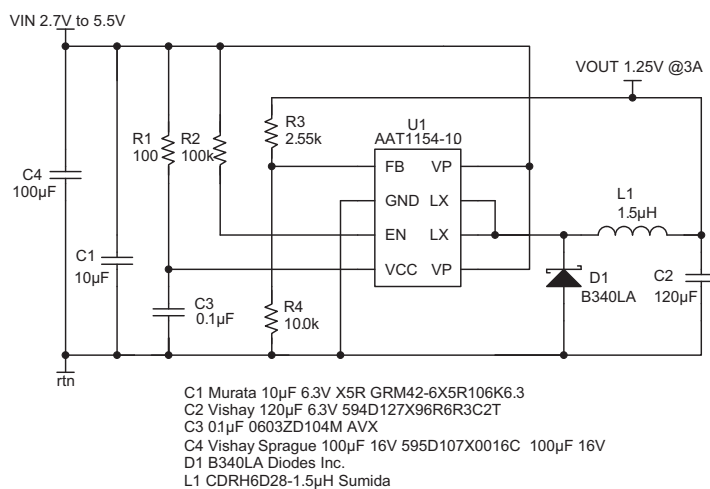 VIN 2.7V to 5.5V
VOUT 1.25V @3A
R3
2.55k
U1
AAT1154-10
R1
100
R2
100k
C4
100μF
FB VP
GND LX
EN LX
VCC VP
L1
1.5μH
C1
10μF
D1
B340LA
C2
120μF
C3
0.1μF
R4
10.0k
rtn
C1 Murata 10μF 6.3V X5R GRM42-6X5R106K6.3
C2 Vishay 120μF 6.3V 594D127X96R6R3C2T
C3 0.1μF 0603ZD104M AVX
C4 Vishay Sprague 100μF 16V 595D107X0016C 100μF 16V
D1 B340LA Diodes Inc.
L1 CDRH6D28-1.5μH Sumida